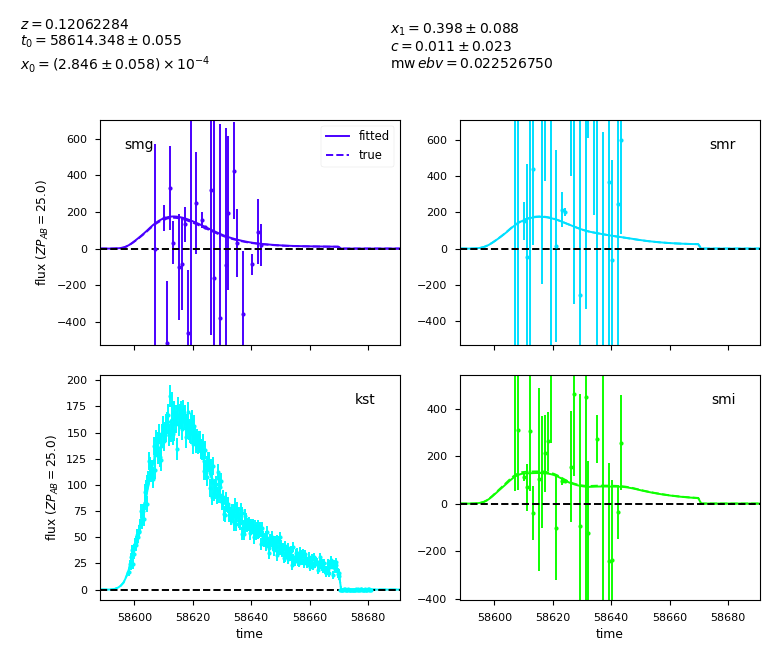 z = 0.12062284
t₀ = 58614.348 ± 0.055
x₀ = (2.846 ± 0.058) × 10⁻⁴
x₁ = 0.398 ± 0.088
c = 0.011 ± 0.023
mw ebv = 0.022526750
smg
fitted
true
600
400
200
0
−200
−400
flux (ZP_AB = 25.0)
smr
600
400
200
0
−200
−400
kst
200
175
150
125
100
75
50
25
0
flux (ZP_AB = 25.0)
58600 58620 58640 58660 58680
time
smi
400
200
0
−200
−400
58600 58620 58640 58660 58680
time